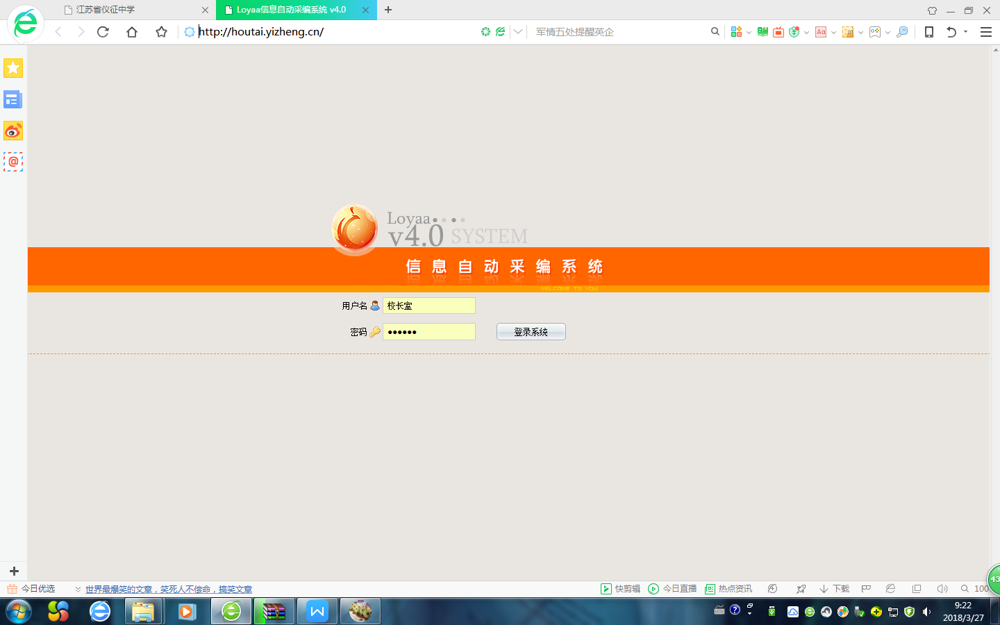 江苏省仪征中学
Loyaa信息自动采编系统 v4.0
http://houtai.yizheng.cn/
军情五处提醒英企
Loyaa
v4.0 SYSTEM
信息自动采编系统
WELCOME TO YOU
用户名
校长室
密码
••••••
登录系统
今日优选
世界最爆笑的文章，笑死人不偿命，搞笑文章
快剪辑
今日直播
热点资讯
下载
100
43
9:22
2018/3/27